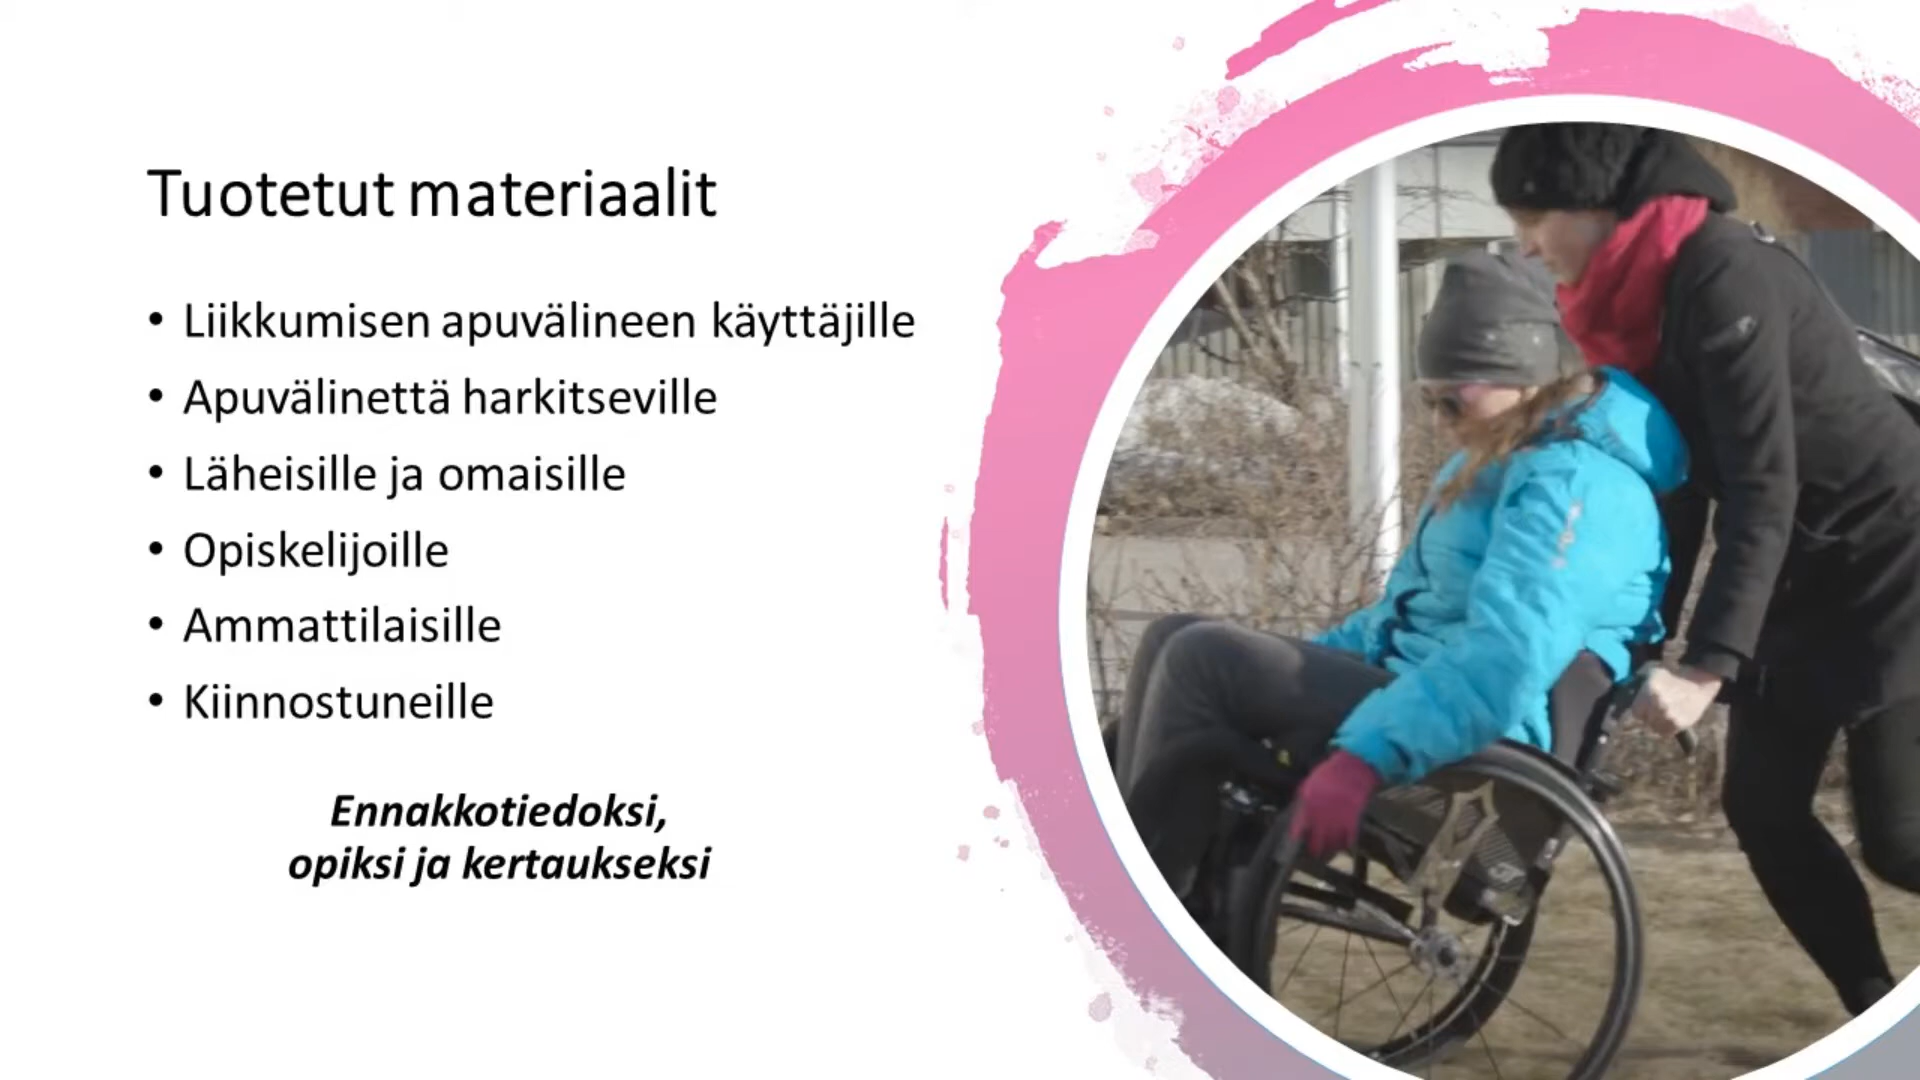 Tuotetut materiaalit
• Liikkumisen apuvälineen käyttäjille
• Apuvälinettä harkitseville
• Läheisille ja omaisille
• Opiskelijoille
• Ammattilaisille
• Kiinnostuneille
Ennakkotiedoksi,
opiksi ja kertaukseksi